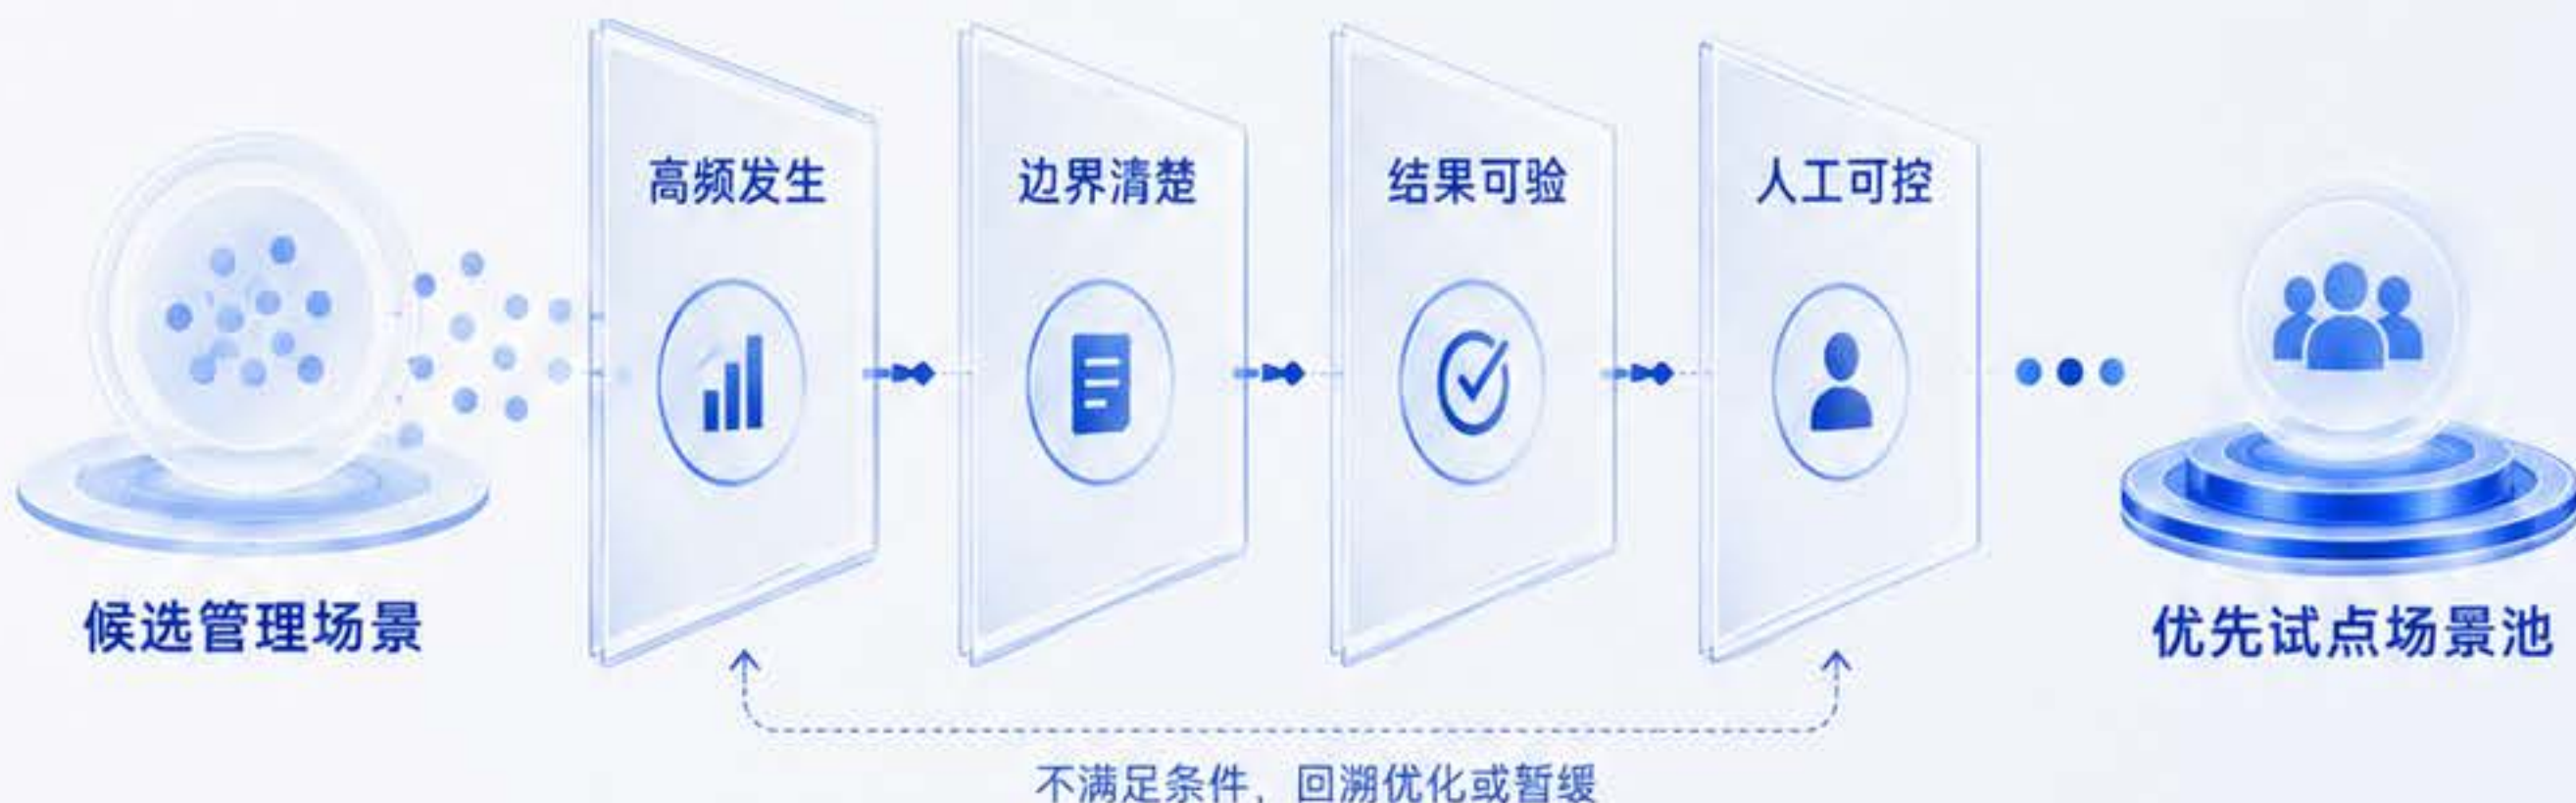 高频发生
边界清楚
结果可验
人工可控
候选管理场景
优先试点场景池
不满足条件，回溯优化或暂缓